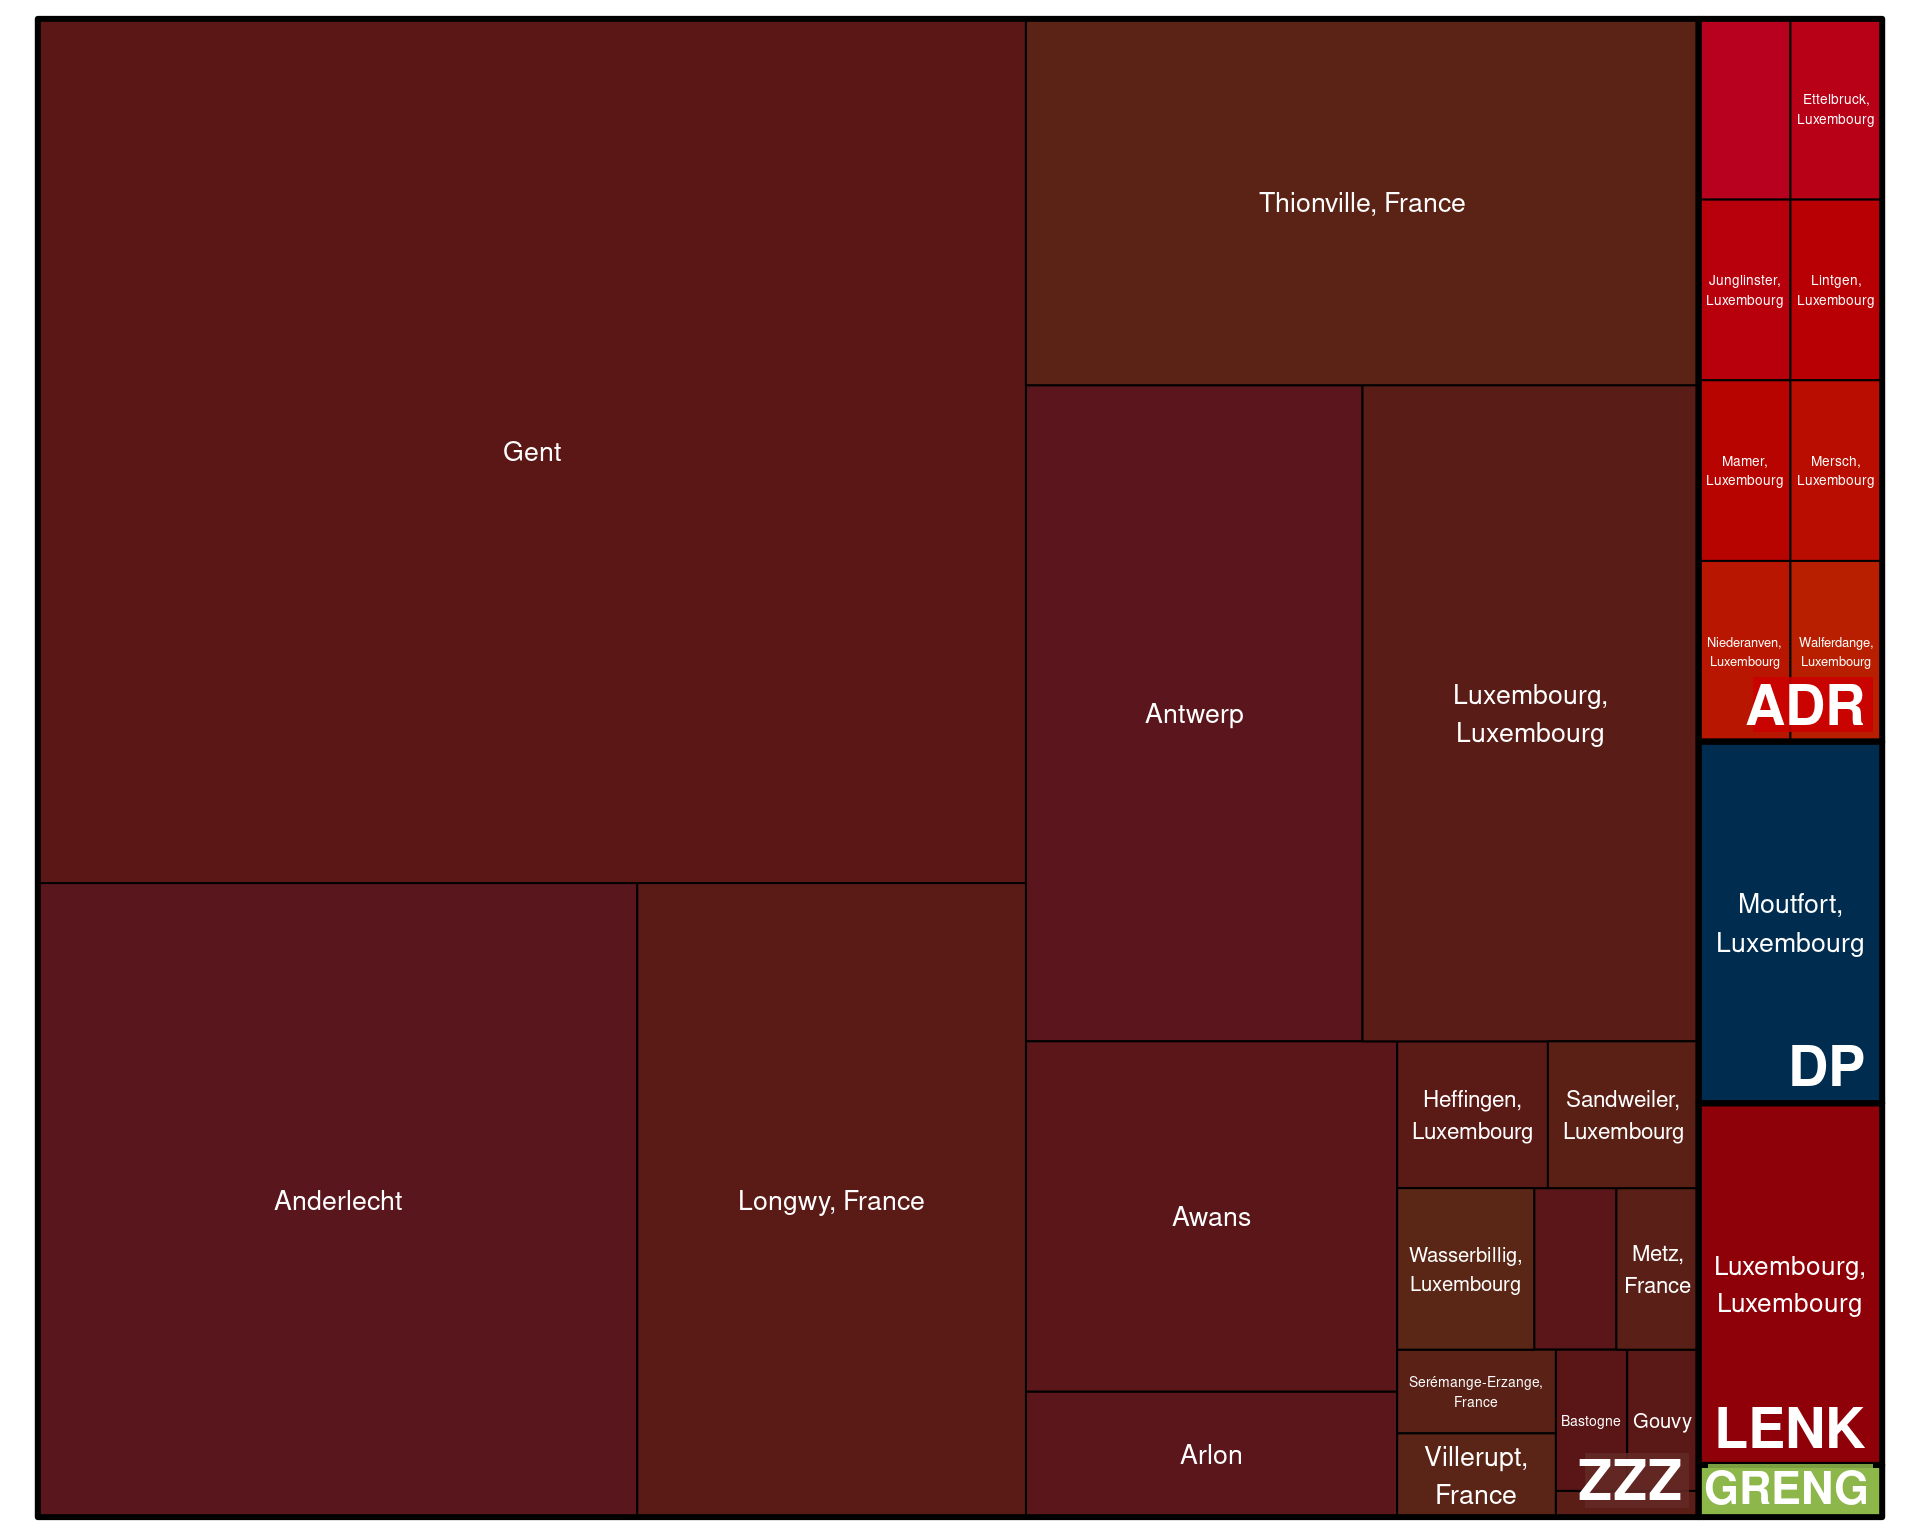 Gent
Thionville, France
Ettelbruck,
Luxembourg
Junglinster,
Luxembourg
Lintgen,
Luxembourg
Mamer,
Luxembourg
Mersch,
Luxembourg
Niederanven,
Luxembourg
Walferdange,
Luxembourg
ADR
Antwerp
Luxembourg,
Luxembourg
Moutfort,
Luxembourg
DP
Anderlecht
Longwy, France
Awans
Heffingen,
Luxembourg
Sandweiler,
Luxembourg
Wasserbillig,
Luxembourg
Metz,
France
Luxembourg,
Luxembourg
LENK
Serémange-Erzange,
France
Bastogne
Gouvy
Arlon
Villerupt,
France
ZZZ
GRENG